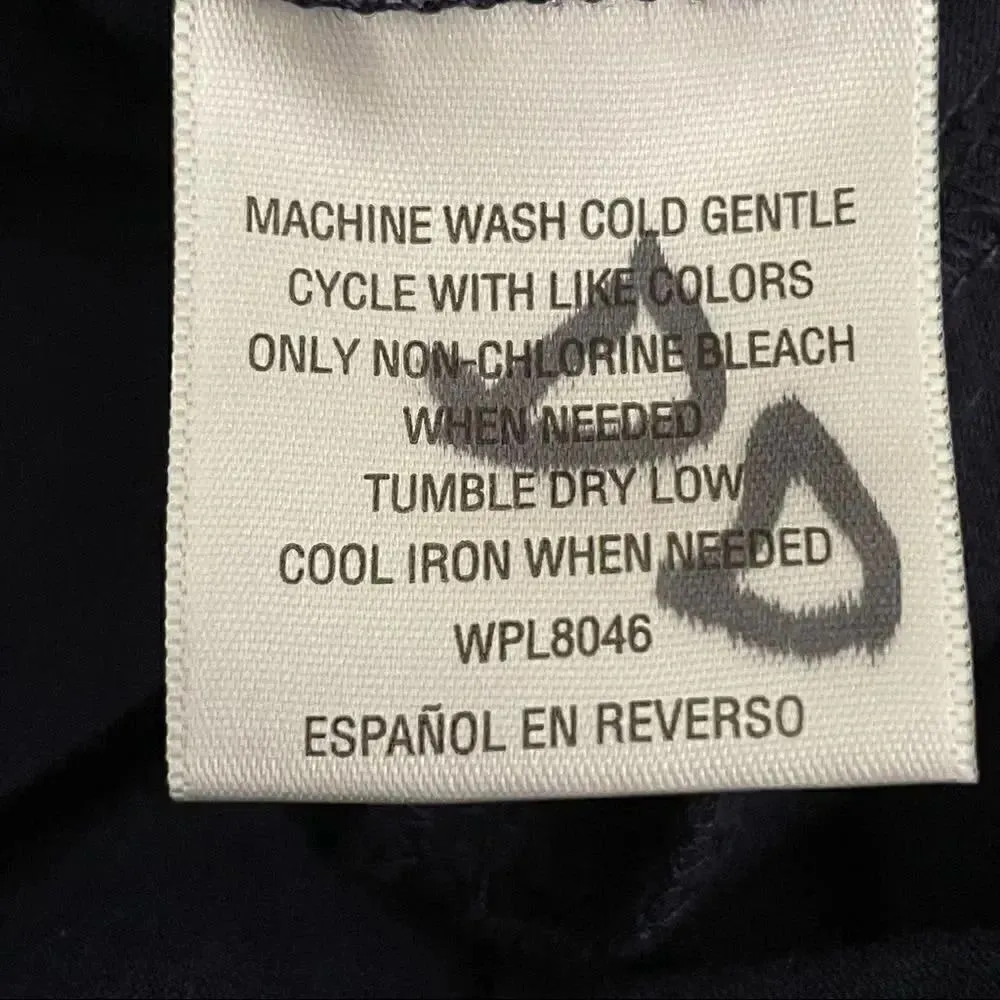 MACHINE WASH COLD GENTLE
CYCLE WITH LIKE COLORS
ONLY NON-CHLORINE BLEACH
WHEN NEEDED
TUMBLE DRY LOW
COOL IRON WHEN NEEDED
WPL8046
ESPAÑOL EN REVERSO